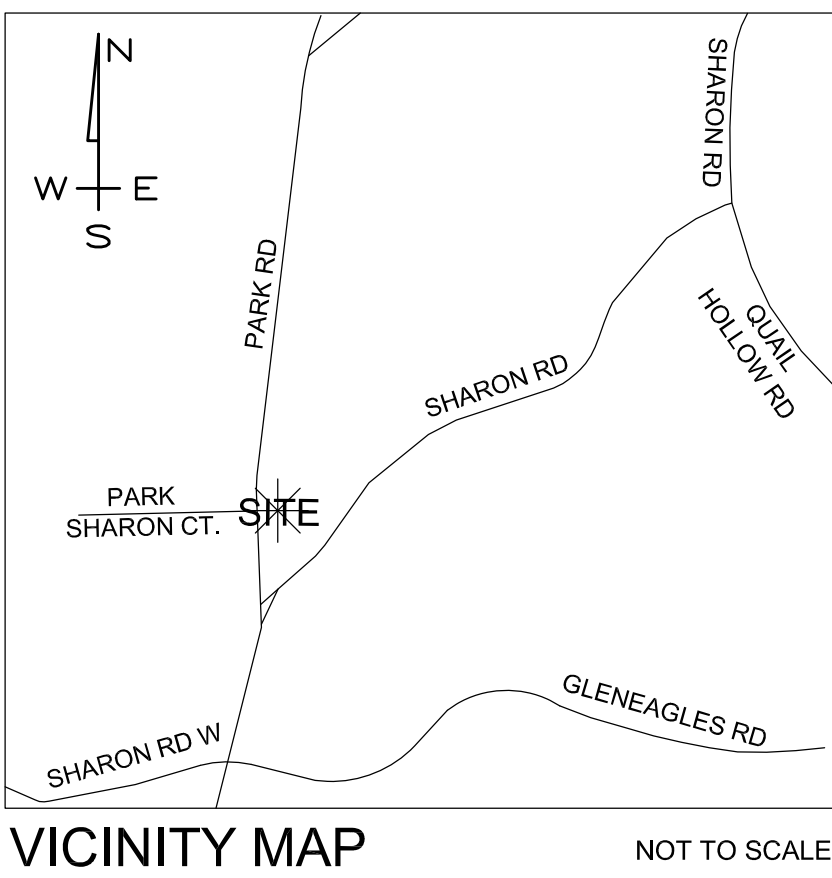 N
W E
S
SHARON RD
PARK RD
QUAIL
HOLLOW RD
SHARON RD
PARK
SHARON CT.
SITE
GLENEAGLES RD
SHARON RD W
VICINITY MAP
NOT TO SCALE